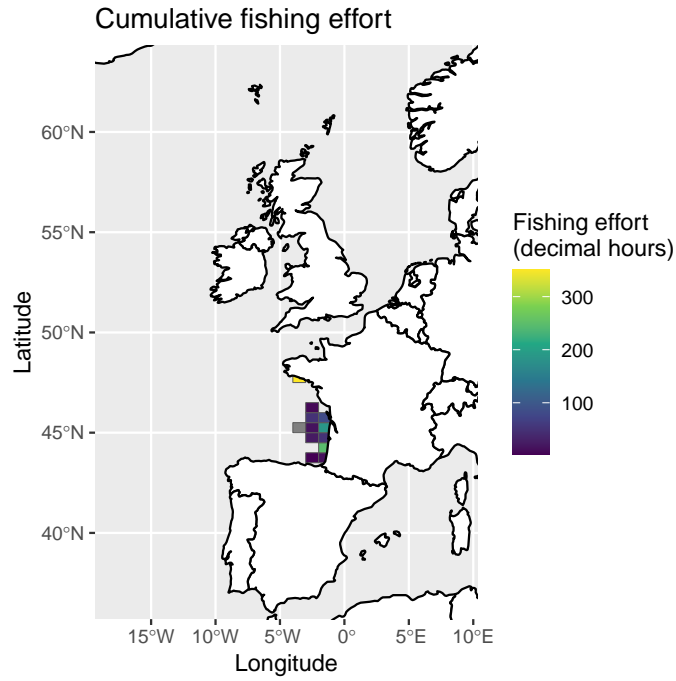 Cumulative fishing effort
60°N
55°N
50°N
45°N
40°N
Latitude
15°W 10°W 5°W 0° 5°E 10°E
Longitude
Fishing effort
(decimal hours)
300
200
100